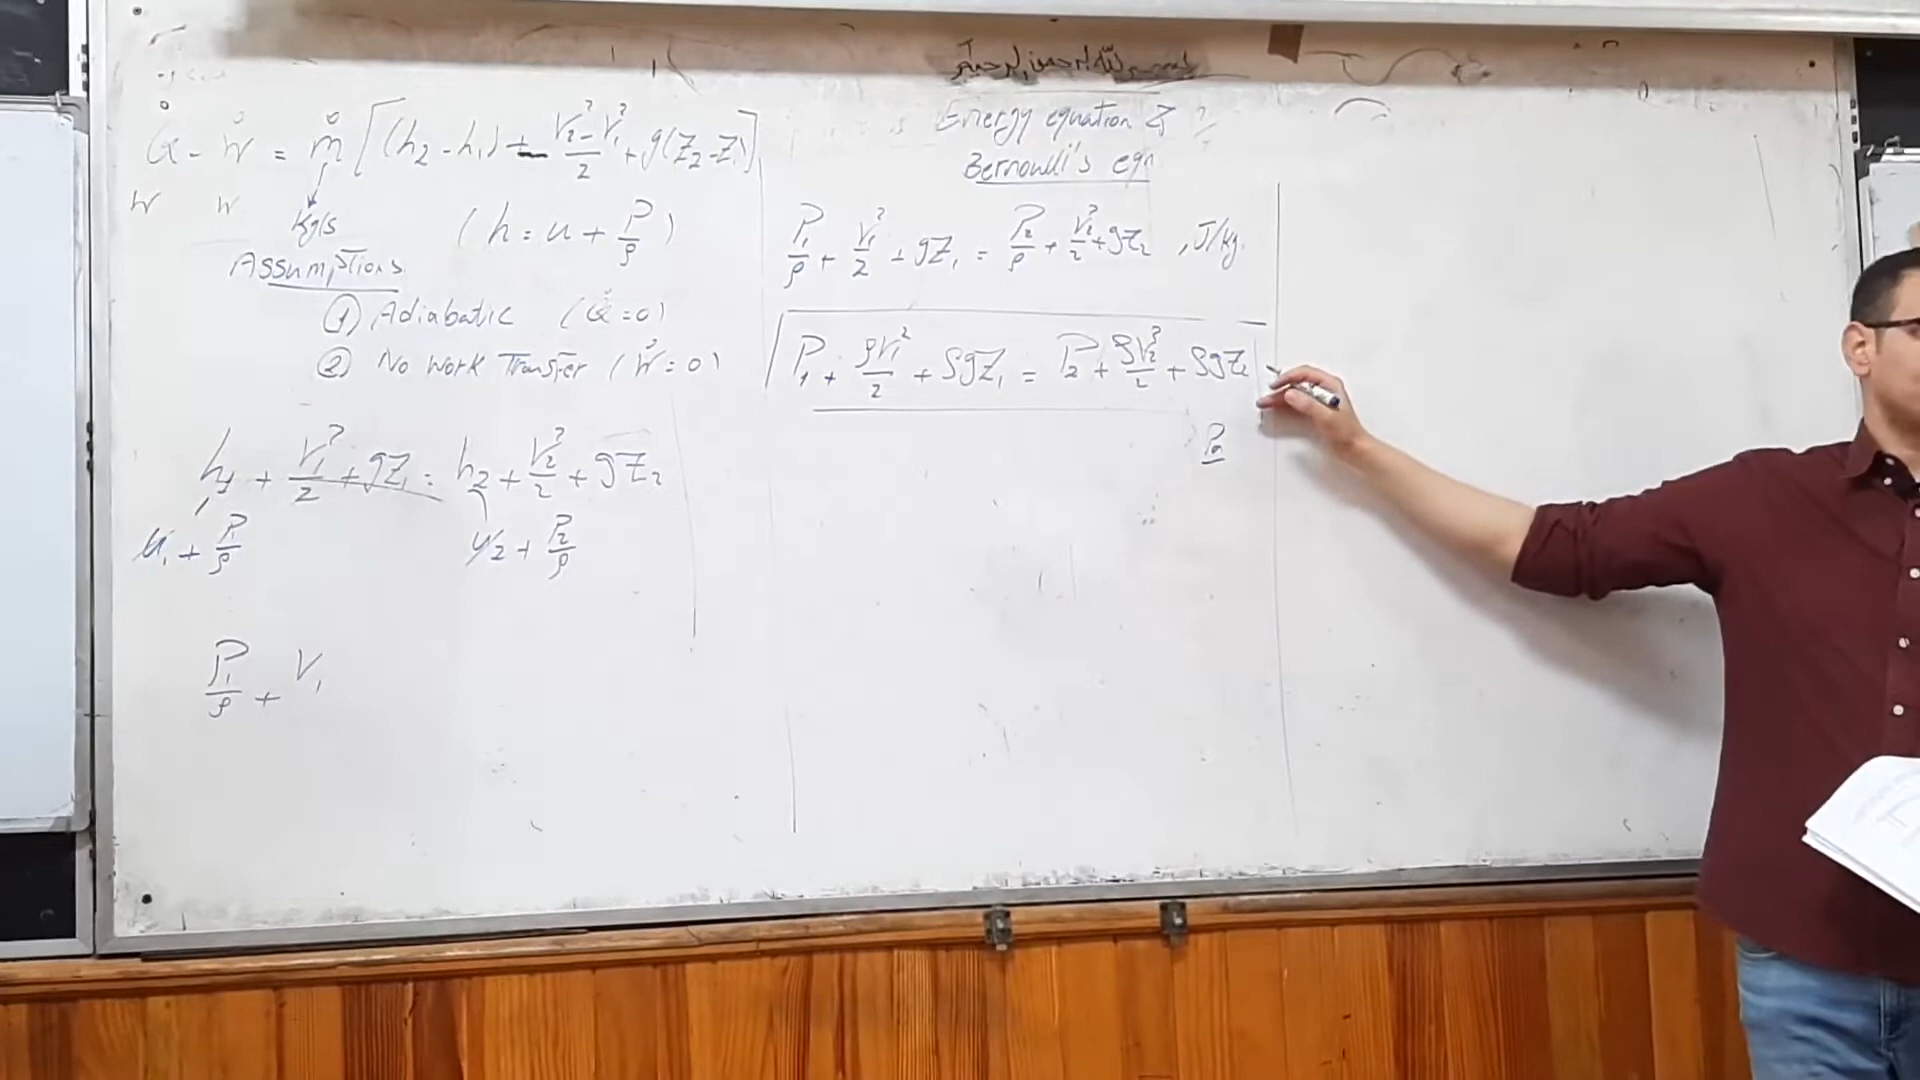 بسم الله الرحمن الرحيم
Energy equation &
Bernoulli's eqn
Q̇ - Ẇ = ṁ [(h₂ - h₁) + V₂² - V₁² / 2 + g(Z₂ - Z₁)]
W W Kg/s
(h = u + P/ρ)
Assumptions
① Adiabatic (Q̇ = 0)
② No Work Transfer (Ẇ = 0)
h₁ + V₁²/2 + gZ₁ = h₂ + V₂²/2 + gZ₂
u₁ + P₁/ρ u₂ + P₂/ρ
P₁/ρ + V₁
P₁/ρ + V₁²/2 + gZ₁ = P₂/ρ + V₂²/2 + gZ₂ , J/kg.
P₁ + ρV₁²/2 + ρgZ₁ = P₂ + ρV₂²/2 + ρgZ₂
Pa